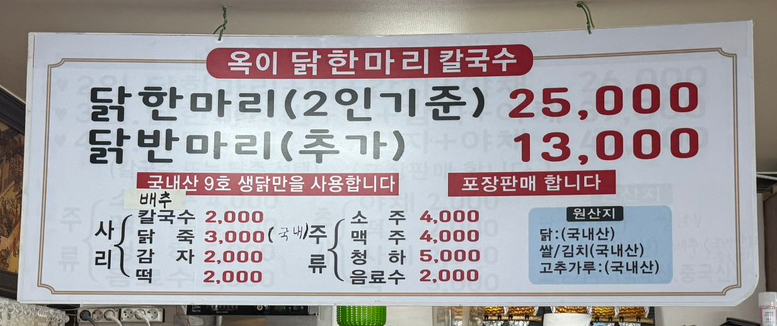 옥이 닭한마리 칼국수
닭한마리(2인기준) 25,000
닭반마리(추가) 13,000
국내산 9호 생닭만을 사용합니다
포장판매 합니다
배추
사리
칼국수 2,000
닭 죽 3,000 (국내)
감 자 2,000
떡 2,000
주류
소 주 4,000
맥 주 4,000
청 하 5,000
음료수 2,000
원산지
닭:(국내산)
쌀/김치(국내산)
고추가루:(국내산)